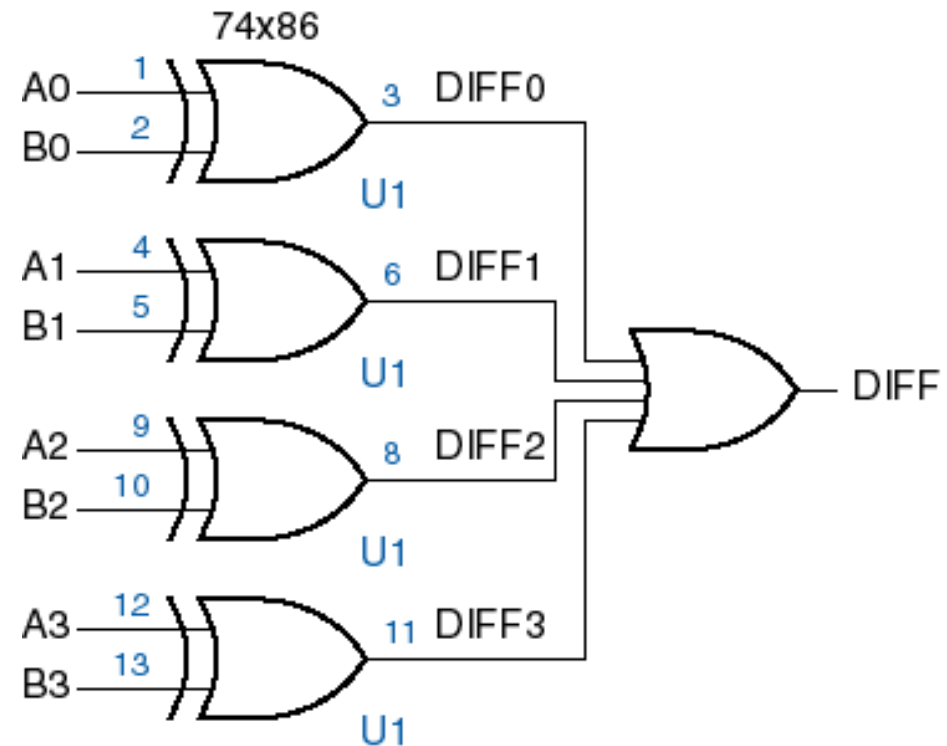 74x86
A0 1 3 DIFF0
B0 2
U1
A1 4 6 DIFF1
B1 5
U1
DIFF
A2 9 8 DIFF2
B2 10
U1
A3 12 11 DIFF3
B3 13
U1